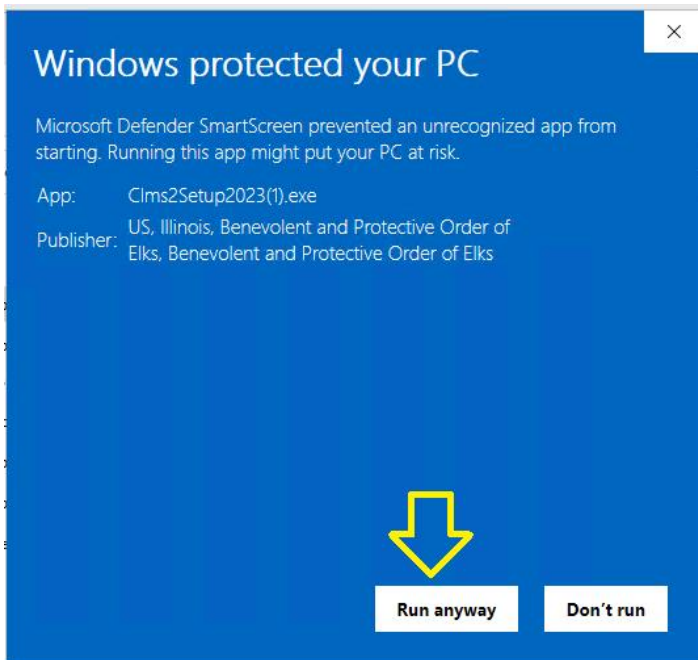 Windows protected your PC
Microsoft Defender SmartScreen prevented an unrecognized app from
starting. Running this app might put your PC at risk.
App: Clms2Setup2023(1).exe
Publisher: US, Illinois, Benevolent and Protective Order of
Elks, Benevolent and Protective Order of Elks
Run anyway Don't run